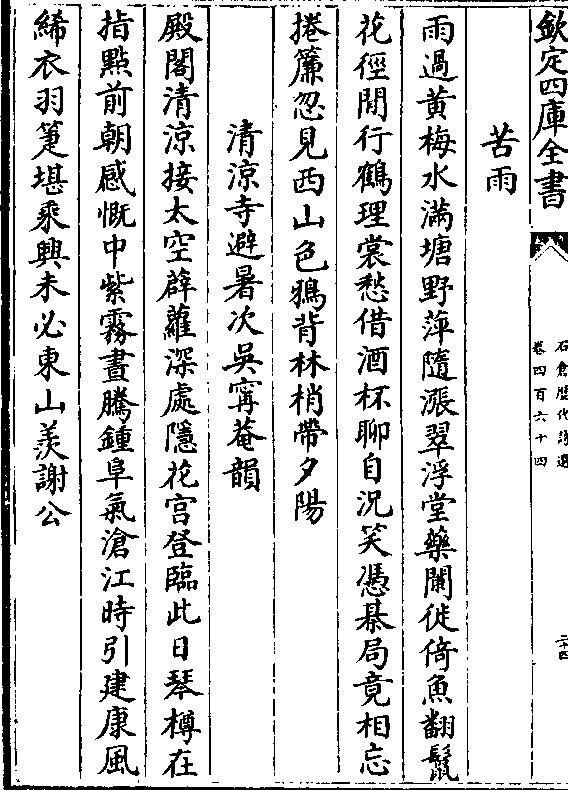 欽定四庫全書
石倉歷代詩選
卷四百六十四
二十四
苦雨
雨過黃梅水滿塘野萍隨漲翠浮堂藥闌徙倚魚翻鬣
花徑閒行鶴理裳愁借酒杯聊自況笑憑棊局竟相忘
捲簾忽見西山色鴉背林梢帶夕陽
清涼寺避暑次吳寧菴韻
殿閣清涼接太空薜蘿深處隱花宮登臨此日琴樽在
指點前朝感慨中紫霧晝騰鍾阜氣滄江時引建康風
絺衣羽箑堪乘興未必東山羨謝公